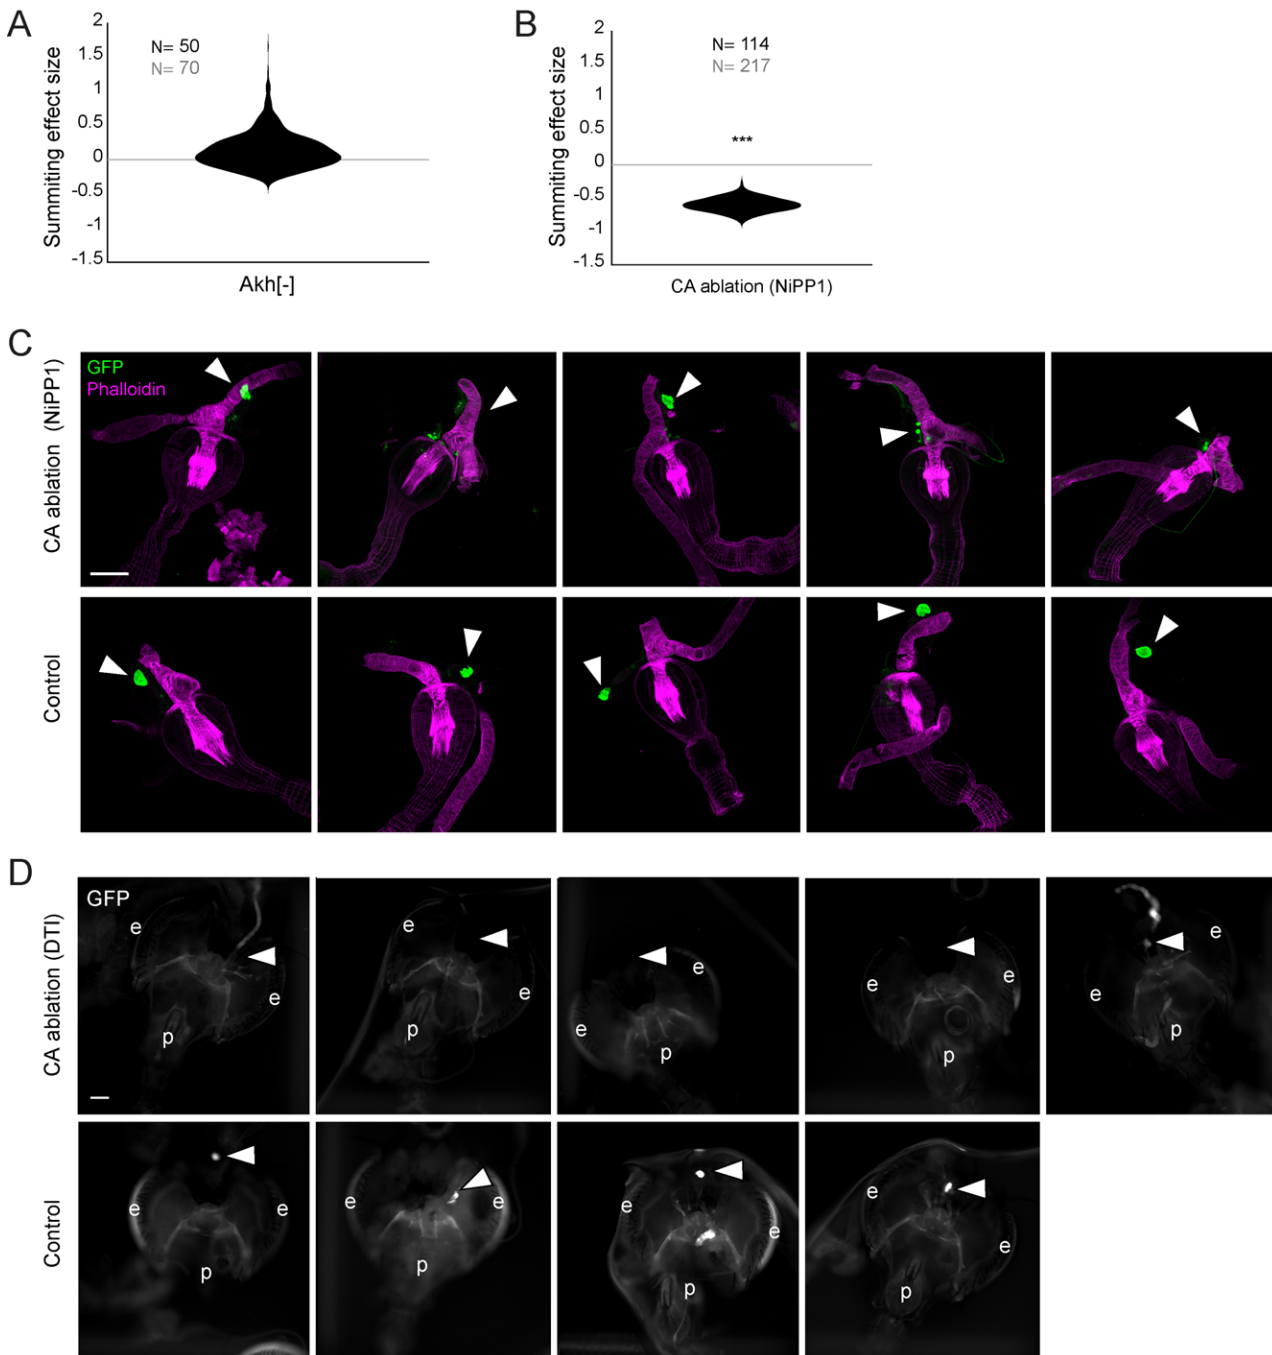 A
Summiting effect size
2
1.5
1
0.5
0
-0.5
-1
-1.5
N= 50
N= 70
Akh[-]
B
Summiting effect size
2
1.5
1
0.5
0
-0.5
-1
-1.5
N= 114
N= 217
***
CA ablation (NiPP1)
C
CA ablation (NiPP1)
GFP
Phalloidin
Control
D
CA ablation (DTI)
GFP
e
e
p
e
e
p
e
e
p
e
e
p
e
e
p
Control
e
e
p
e
e
p
e
e
p
e
e
p